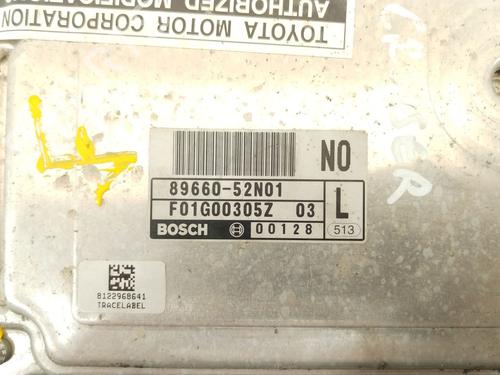 TOYOTA MOTOR CORPORATION
AUTHORIZED MODIFICATION
NO
89660-52N01
F01G00305Z 03 L
BOSCH 00128 513
8122968641
TRACELABEL